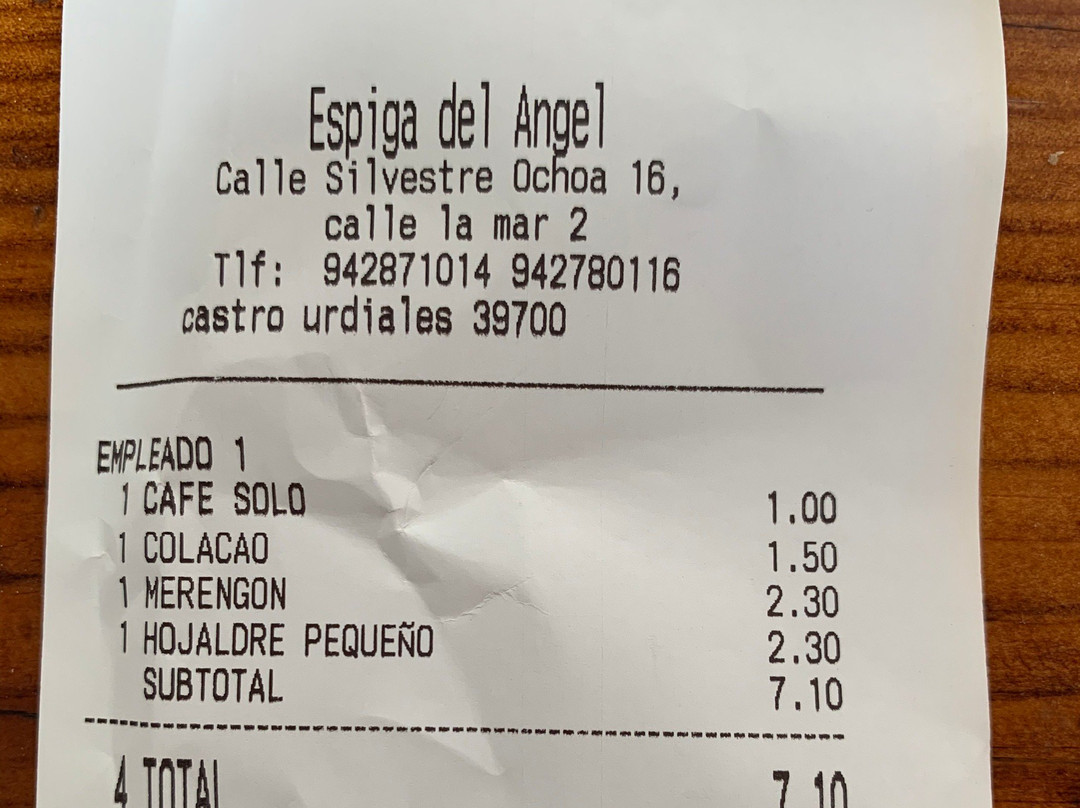 Espiga del Angel
Calle Silvestre Ochoa 16,
calle la mar 2
Tlf: 942871014 942780116
castro urdiales 39700
EMPLEADO 1
1 CAFE SOLO 1.00
1 COLACAO 1.50
1 MERENGON 2.30
1 HOJALDRE PEQUEÑO 2.30
SUBTOTAL 7.10
4 TOTAL 7.10